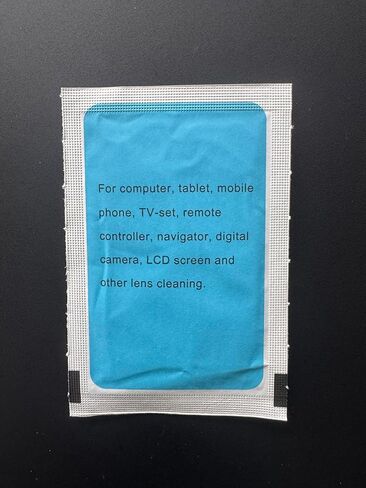 For computer, tablet, mobile
phone, TV-set, remote
controller, navigator, digital
camera, LCD screen and
other lens cleaning.